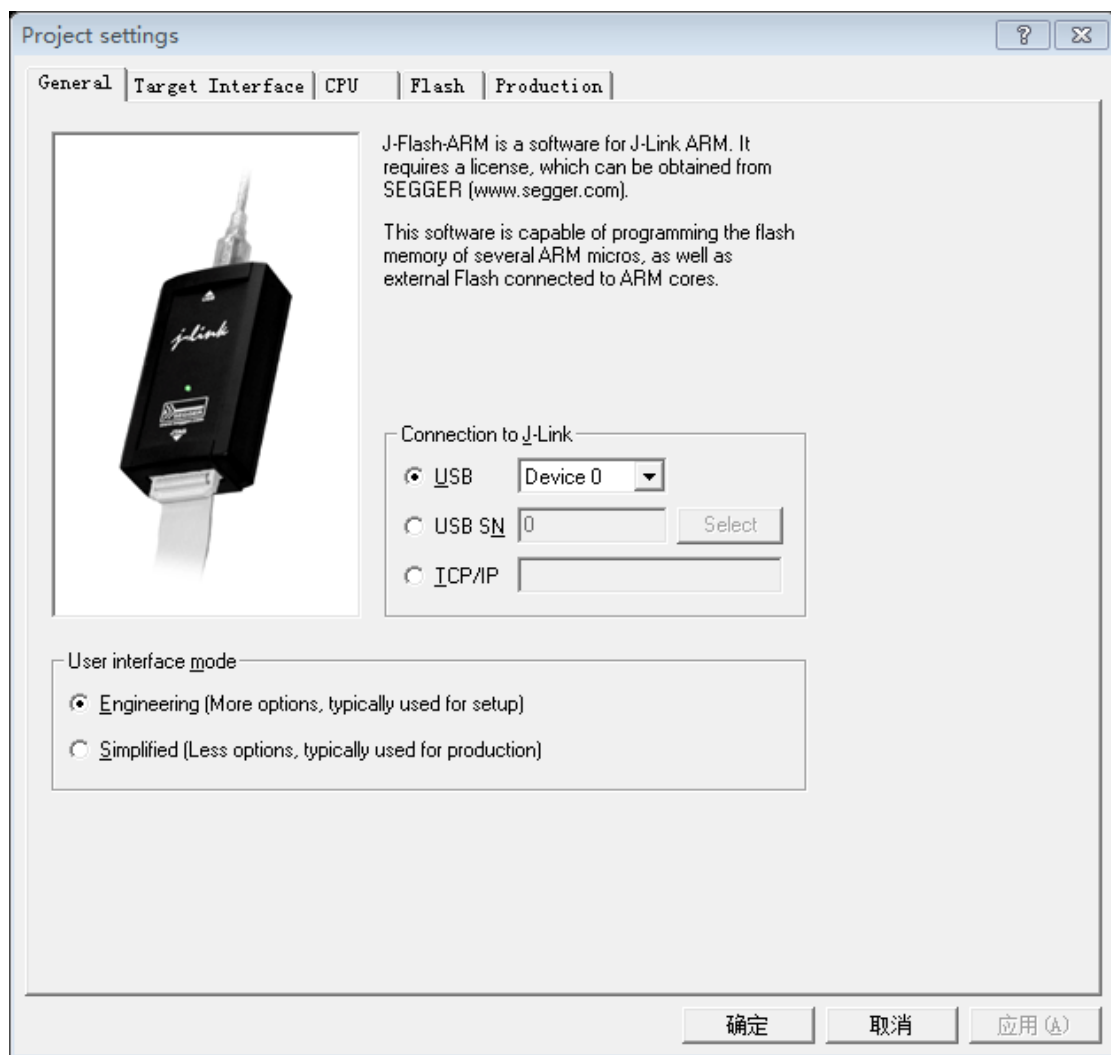 Project settings
General Target Interface CPU Flash Production
J-Flash-ARM is a software for J-Link ARM. It
requires a license, which can be obtained from
SEGGER (www.segger.com).
This software is capable of programming the flash
memory of several ARM micros, as well as
external Flash connected to ARM cores.
j-link
SEGGER
Connection to J-Link
USB Device 0
USB SN 0 Select
TCP/IP
User interface mode
Engineering (More options, typically used for setup)
Simplified (Less options, typically used for production)
确定 取消 应用(A)